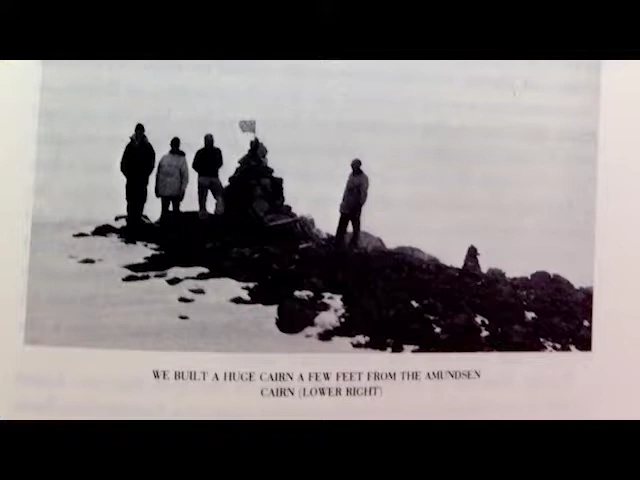 WE BUILT A HUGE CAIRN A FEW FEET FROM THE AMUNDSEN
CAIRN (LOWER RIGHT)